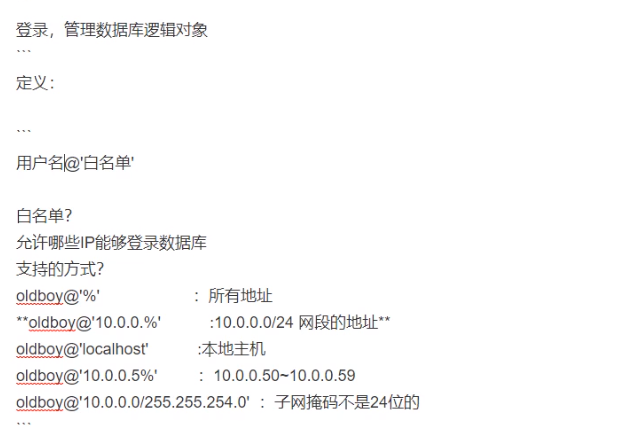 登录，管理数据库逻辑对象
```
定义：
```
用户名@'白名单'
白名单？
允许哪些IP能够登录数据库
支持的方式？
oldboy@'%' ：所有地址
**oldboy@'10.0.0.%' :10.0.0.0/24 网段的地址**
oldboy@'localhost' :本地主机
oldboy@'10.0.0.5%' ：10.0.0.50~10.0.0.59
oldboy@'10.0.0.0/255.255.254.0' ：子网掩码不是24位的
```